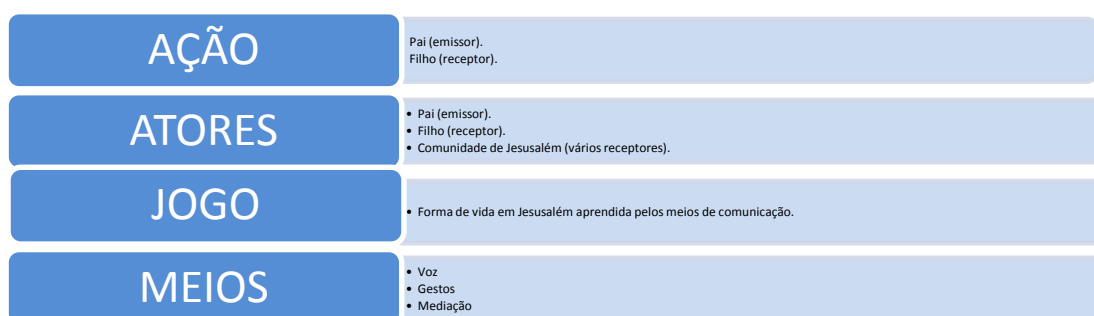 AÇÃO
Pai (emissor).
Filho (receptor).
ATORES
• Pai (emissor).
• Filho (receptor).
• Comunidade de Jesusalém (vários receptores).
JOGO
• Forma de vida em Jesusalém aprendida pelos meios de comunicação.
MEIOS
• Voz
• Gestos
• Mediação